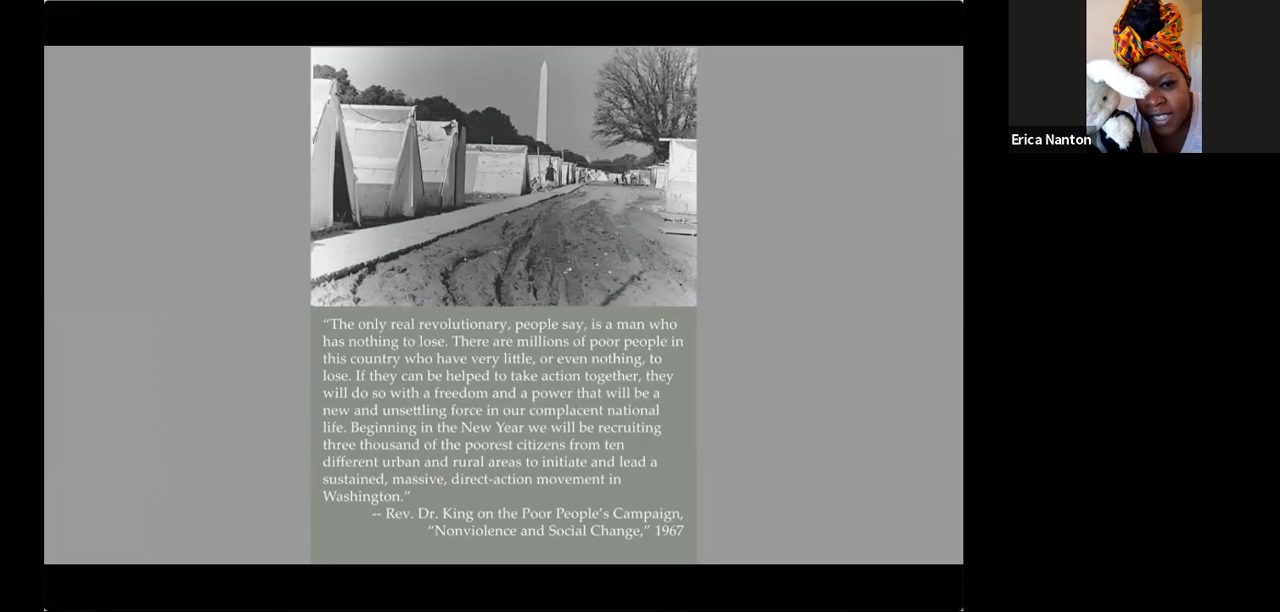 “The only real revolutionary, people say, is a man who
has nothing to lose. There are millions of poor people in
this country who have very little, or even nothing, to
lose. If they can be helped to take action together, they
will do so with a freedom and a power that will be a
new and unsettling force in our complacent national
life. Beginning in the New Year we will be recruiting
three thousand of the poorest citizens from ten
different urban and rural areas to initiate and lead a
sustained, massive, direct-action movement in
Washington.”
-- Rev. Dr. King on the Poor People’s Campaign,
“Nonviolence and Social Change,” 1967
Erica Nanton